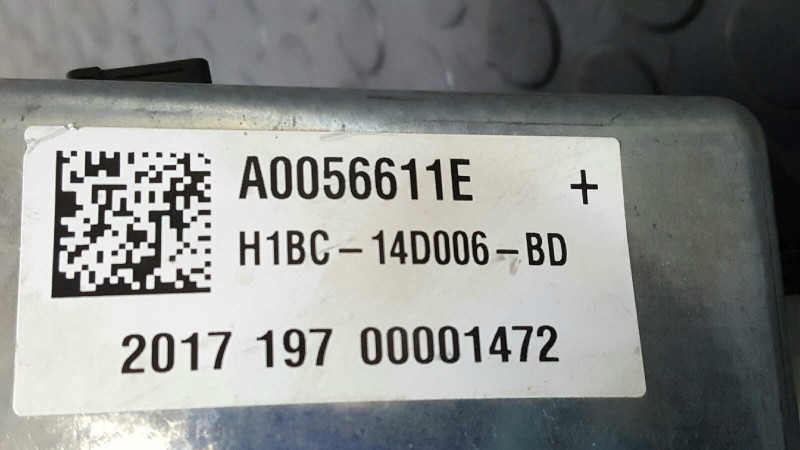 A0056611E +
H1BC-14D006-BD
2017 197 00001472